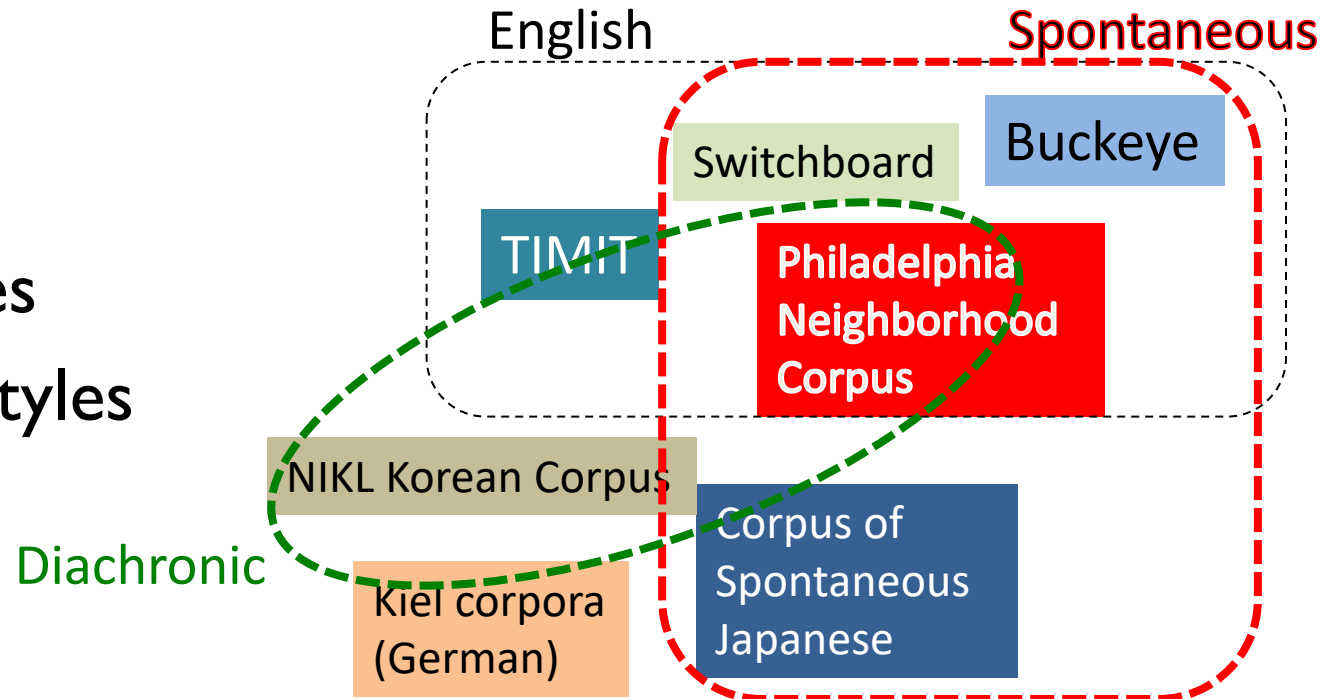 English
Spontaneous
Buckeye
Switchboard
TIMIT
Philadelphia
Neighborhood
Corpus
es
tyles
NIKL Korean Corpus
Corpus of
Spontaneous
Japanese
Diachronic
Kiel corpora
(German)